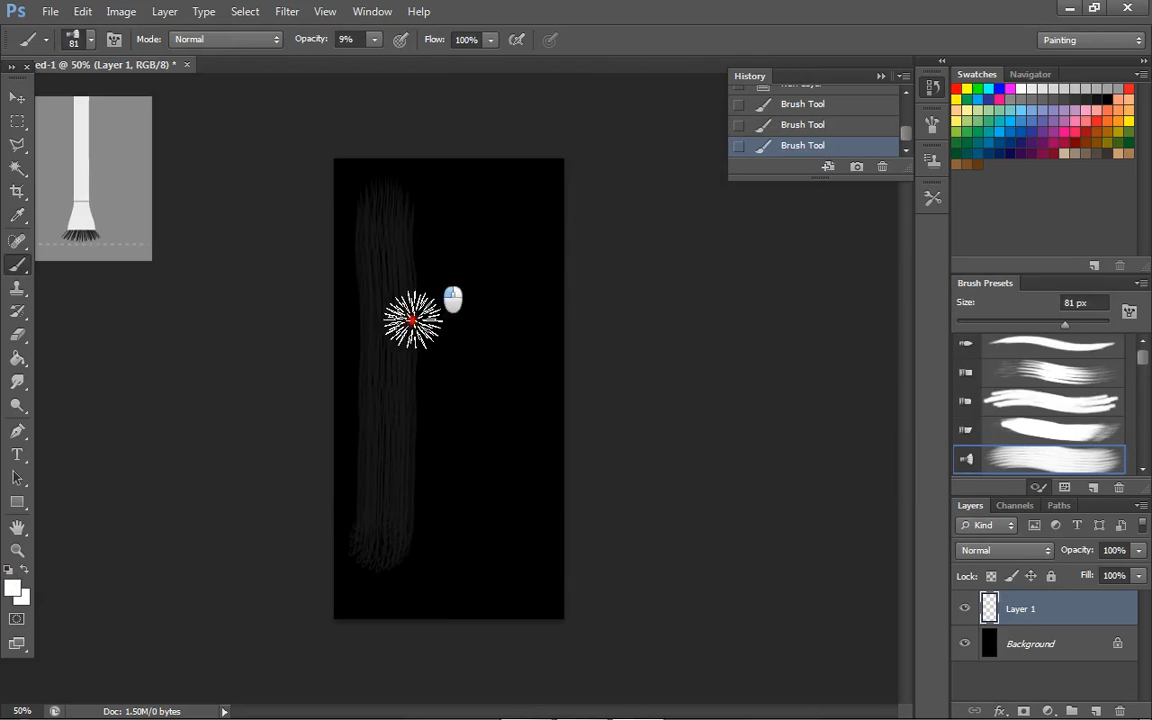 Ps File Edit Image Layer Type Select Filter View Window Help
81 Mode: Normal Opacity: 9% Flow: 100% Painting
ed-1 @ 50% (Layer 1, RGB/8) *
History
Brush Tool
Brush Tool
Brush Tool
Swatches Navigator
Brush Presets
Size: 81 px
Layers Channels Paths
Kind
Normal Opacity: 100%
Lock: Fill: 100%
Layer 1
Background
50% Doc: 1.50M/0 bytes